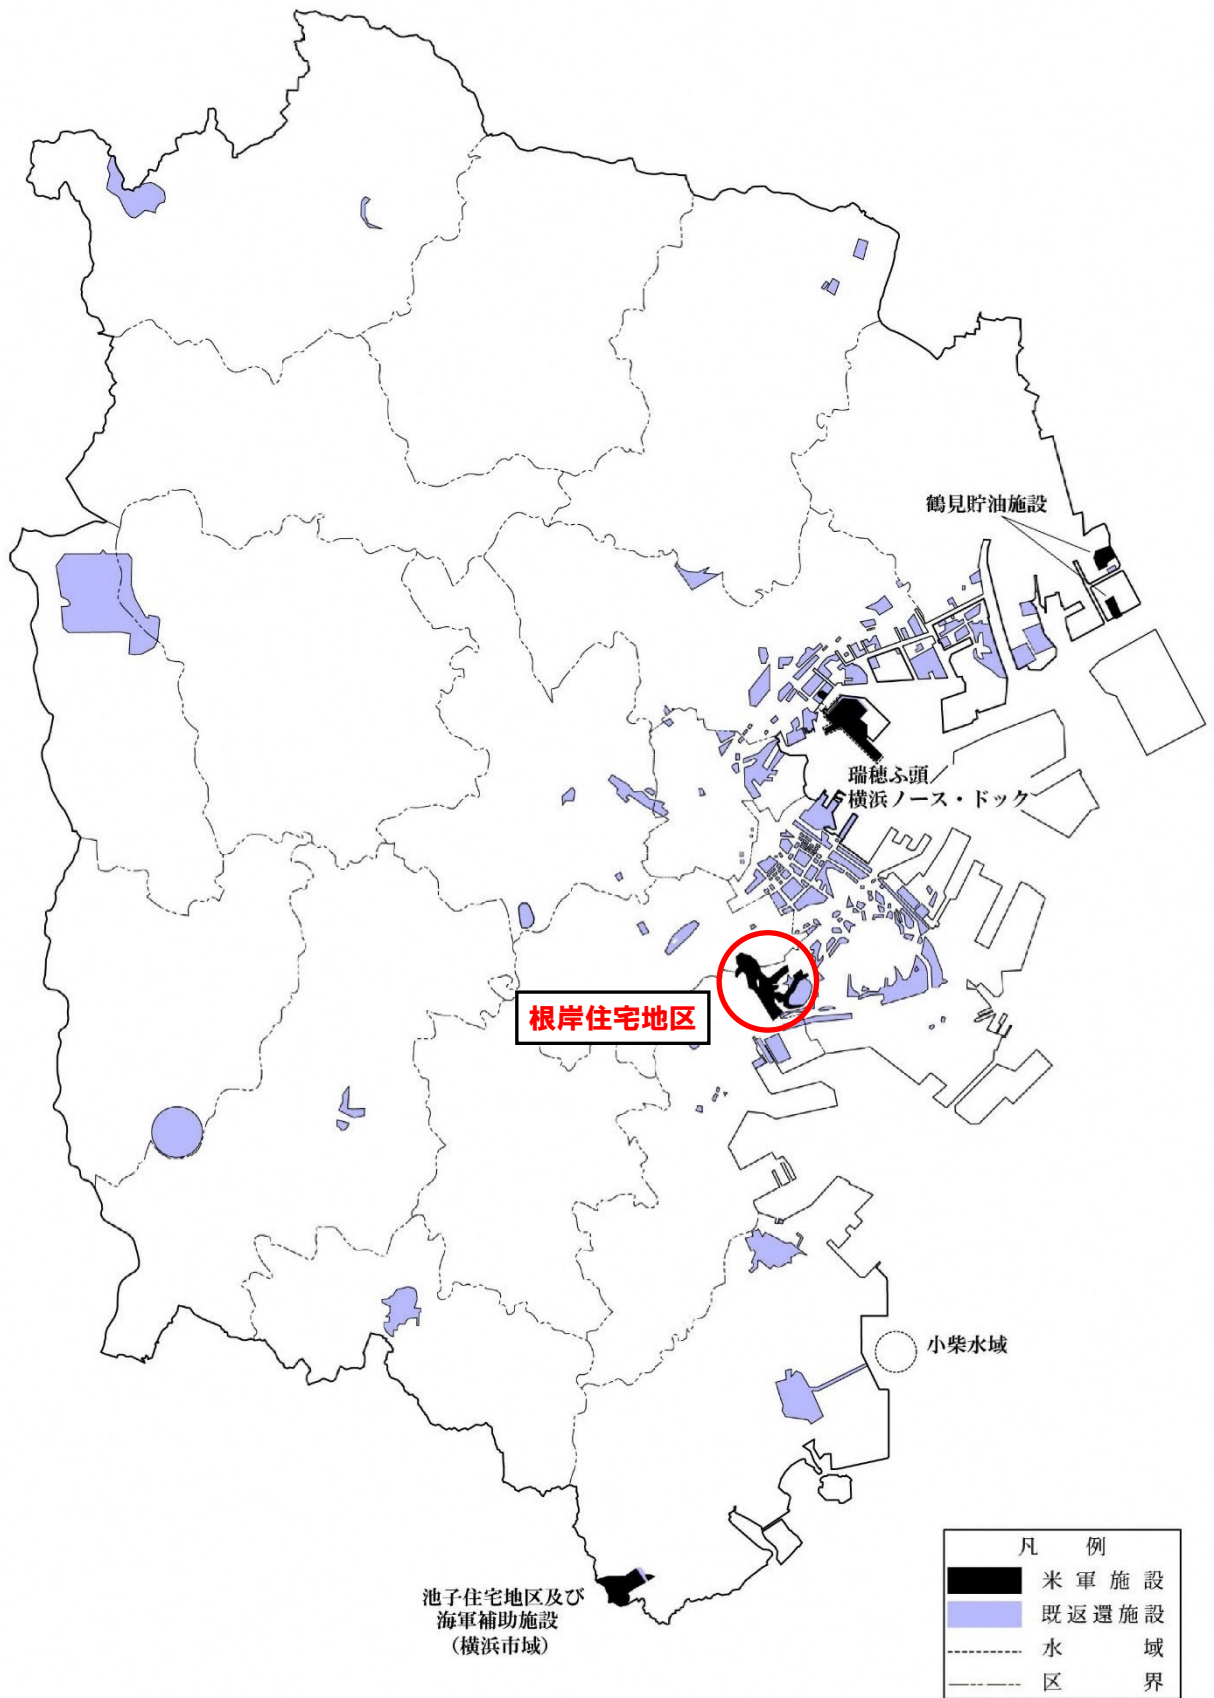 鶴見貯油施設
瑞穂ふ頭
横浜ノース・ドック
根岸住宅地区
小柴水域
池子住宅地区及び
海軍補助施設
（横浜市域）
凡例
米軍施設
既返還施設
水域
区界